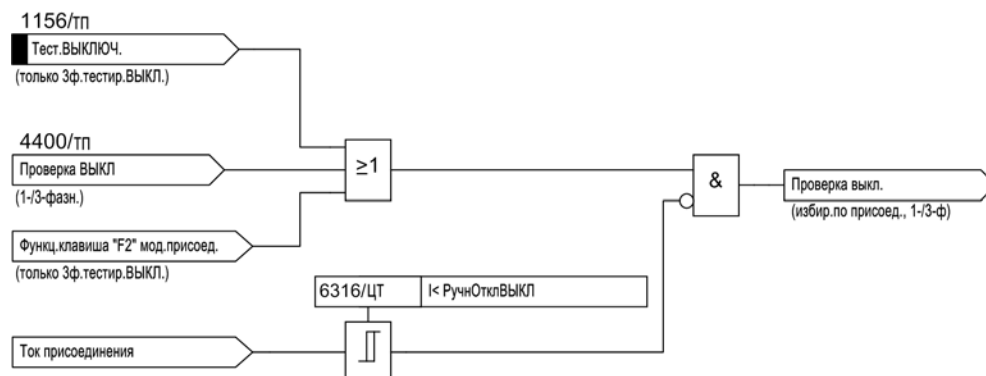 1156/ТП
Тест.ВЫКЛЮЧ.
(только 3ф.тестир.ВЫКЛ.)
4400/ТП
Проверка ВЫКЛ
(1-/3-фазн.)
≥1
&
Проверка выкл.
(избир.по присоед., 1-/3-ф)
Функц.клавиша "F2" мод.присоед.
(только 3ф.тестир.ВЫКЛ.)
6316/ЦТ
I< РучнОтклВЫКЛ
Ток присоединения